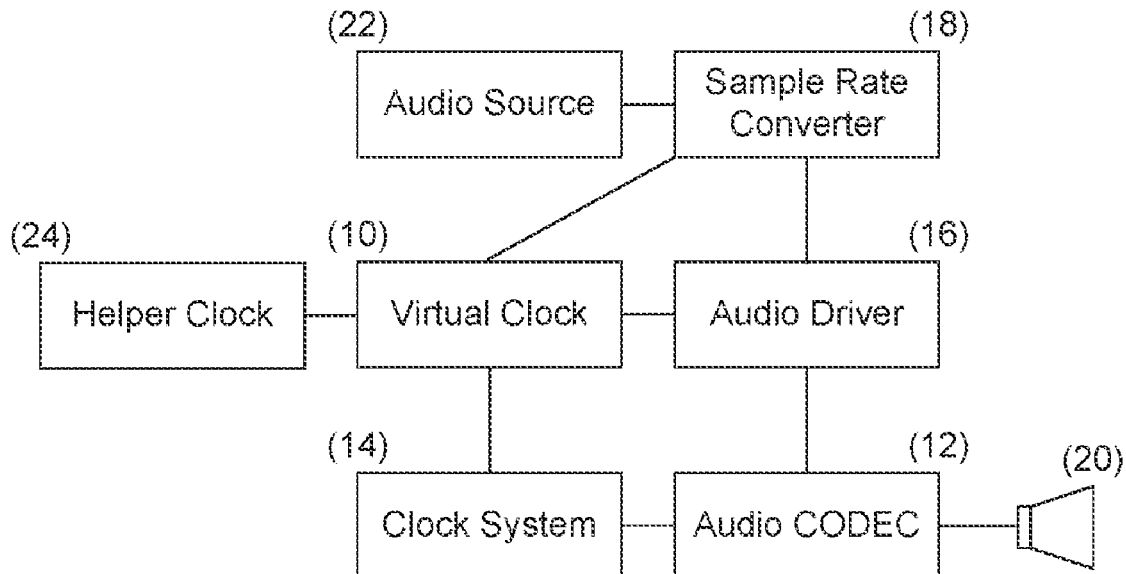 (22)
(18)
Audio Source
Sample Rate
Converter
(24)
(10)
(16)
Helper Clock
Virtual Clock
Audio Driver
(14)
(12)
(20)
Clock System
Audio CODEC